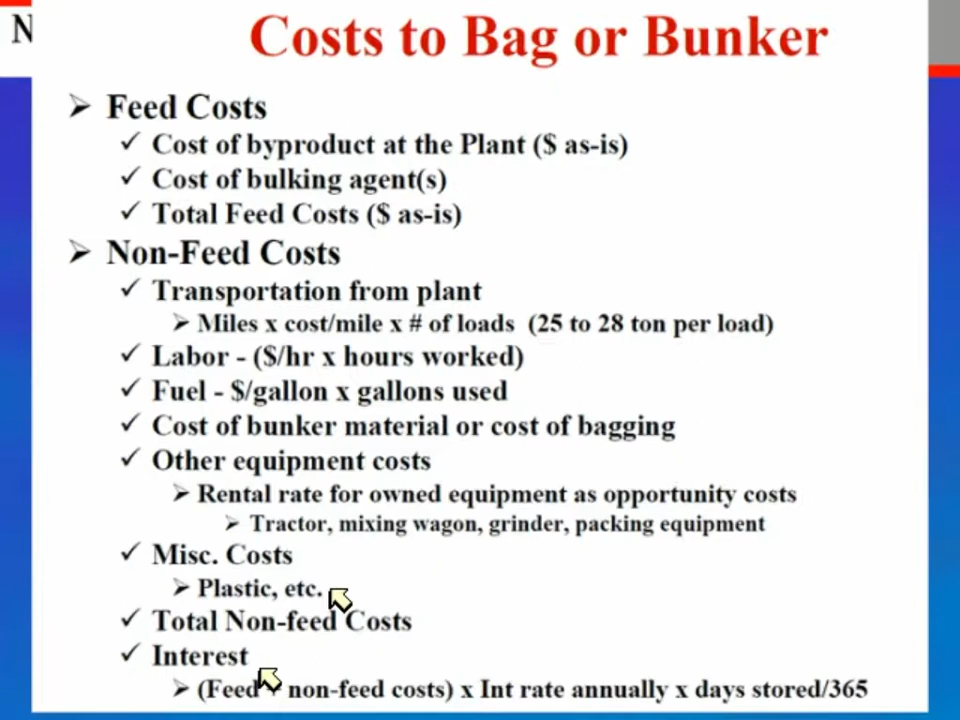 N
Costs to Bag or Bunker
Feed Costs
Cost of byproduct at the Plant ($ as-is)
Cost of bulking agent(s)
Total Feed Costs ($ as-is)
Non-Feed Costs
Transportation from plant
Miles x cost/mile x # of loads (25 to 28 ton per load)
Labor - ($/hr x hours worked)
Fuel - $/gallon x gallons used
Cost of bunker material or cost of bagging
Other equipment costs
Rental rate for owned equipment as opportunity costs
Tractor, mixing wagon, grinder, packing equipment
Misc. Costs
Plastic, etc.
Total Non-feed Costs
Interest
(Feed + non-feed costs) x Int rate annually x days stored/365